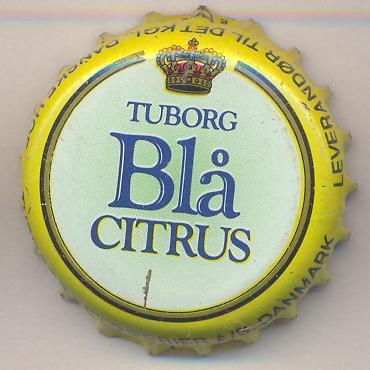 TUBORG
Blå
CITRUS
LEVERANDØR TIL DET KGL. DANSKE
A/S DANMARK